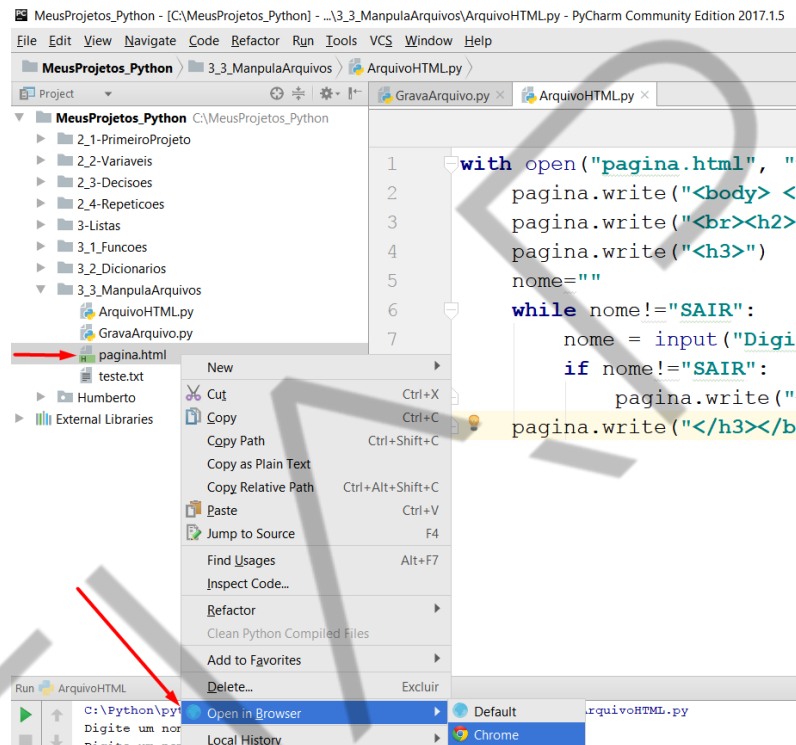 MeusProjetos_Python - [C:\MeusProjetos_Python] - ...\3_3_ManpulaArquivos\ArquivoHTML.py - PyCharm Community Edition 2017.1.5
File Edit View Navigate Code Refactor Run Tools VCS Window Help
MeusProjetos_Python 3_3_ManpulaArquivos ArquivoHTML.py
Project
GravaArquivo.py ArquivoHTML.py
MeusProjetos_Python C:\MeusProjetos_Python
2_1-PrimeiroProjeto
2_2-Variaveis
2_3-Decisoes
2_4-Repeticoes
3-Listas
3_1_Funcoes
3_2_Dicionarios
3_3_ManpulaArquivos
ArquivoHTML.py
GravaArquivo.py
pagina.html
teste.txt
Humberto
External Libraries
1 with open("pagina.html", "
2 pagina.write("<body> <
3 pagina.write("<br><h2>
4 pagina.write("<h3>")
5 nome=""
6 while nome!="SAIR":
7 nome = input("Digi
if nome!="SAIR":
pagina.write("
pagina.write("</h3></b
New
Cut Ctrl+X
Copy Ctrl+C
Copy Path Ctrl+Shift+C
Copy as Plain Text
Copy Relative Path Ctrl+Alt+Shift+C
Paste Ctrl+V
Jump to Source F4
Find Usages Alt+F7
Inspect Code...
Refactor
Clean Python Compiled Files
Add to Favorites
Delete... Excluir
Open in Browser
Local History
Default
Chrome
Run ArquivoHTML
C:\Python\pyt rquivoHTML.py
Digite um nom
Digite um nom